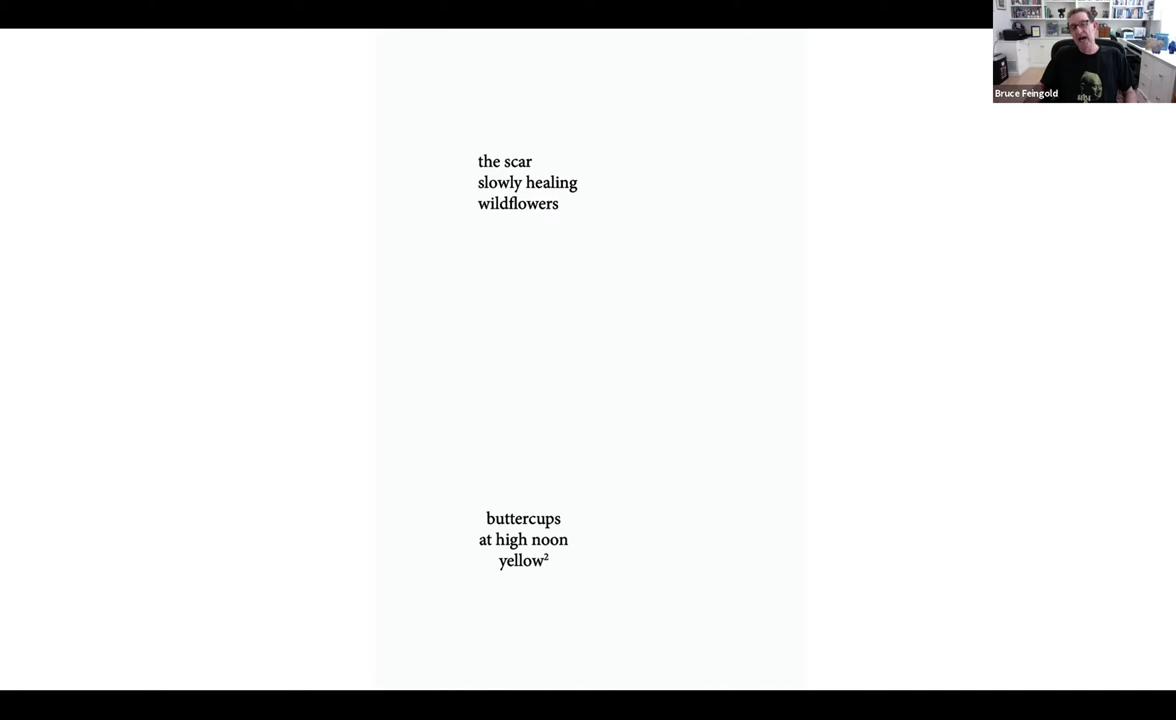 Bruce Feingold
the scar
slowly healing
wildflowers
buttercups
at high noon
yellow²